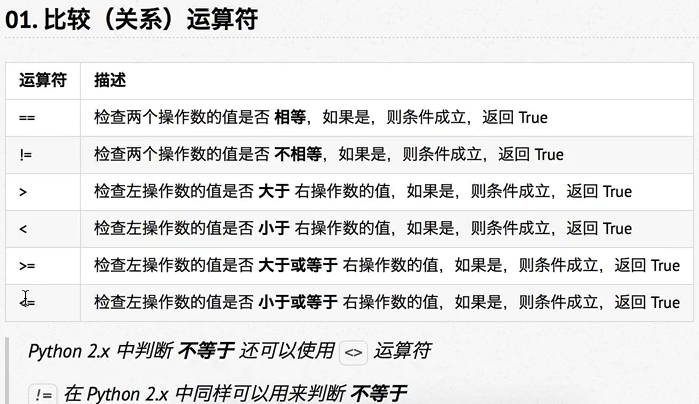 01. 比较（关系）运算符
运算符 描述
== 检查两个操作数的值是否 相等，如果是，则条件成立，返回 True
!= 检查两个操作数的值是否 不相等，如果是，则条件成立，返回 True
> 检查左操作数的值是否 大于 右操作数的值，如果是，则条件成立，返回 True
< 检查左操作数的值是否 小于 右操作数的值，如果是，则条件成立，返回 True
>= 检查左操作数的值是否 大于或等于 右操作数的值，如果是，则条件成立，返回 True
<= 检查左操作数的值是否 小于或等于 右操作数的值，如果是，则条件成立，返回 True
Python 2.x 中判断 不等于 还可以使用 <> 运算符
!= 在 Python 2.x 中同样可以用来判断 不等于